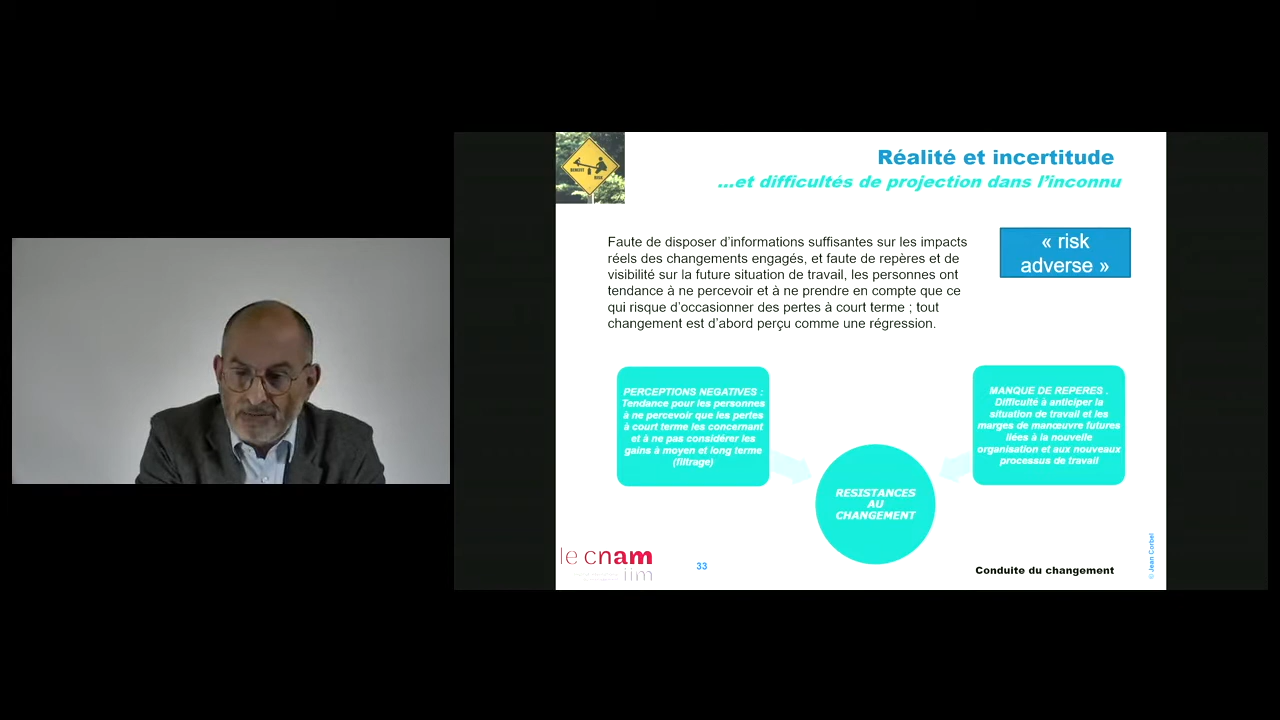 BENEFIT
RISK
Réalité et incertitude
...et difficultés de projection dans l'inconnu
Faute de disposer d'informations suffisantes sur les impacts
réels des changements engagés, et faute de repères et de
visibilité sur la future situation de travail, les personnes ont
tendance à ne percevoir et à ne prendre en compte que ce
qui risque d'occasionner des pertes à court terme ; tout
changement est d'abord perçu comme une régression.
« risk
adverse »
PERCEPTIONS NEGATIVES :
Tendance pour les personnes
à ne percevoir que les pertes
à court terme les concernant
et à ne pas considérer les
gains à moyen et long terme
(filtrage)
MANQUE DE REPERES .
Difficulté à anticiper la
situation de travail et les
marges de manœuvre futures
liées à la nouvelle
organisation et aux nouveaux
processus de travail
RESISTANCES
AU
CHANGEMENT
le cnam
iim
33
Conduite du changement
© Jean Corbel